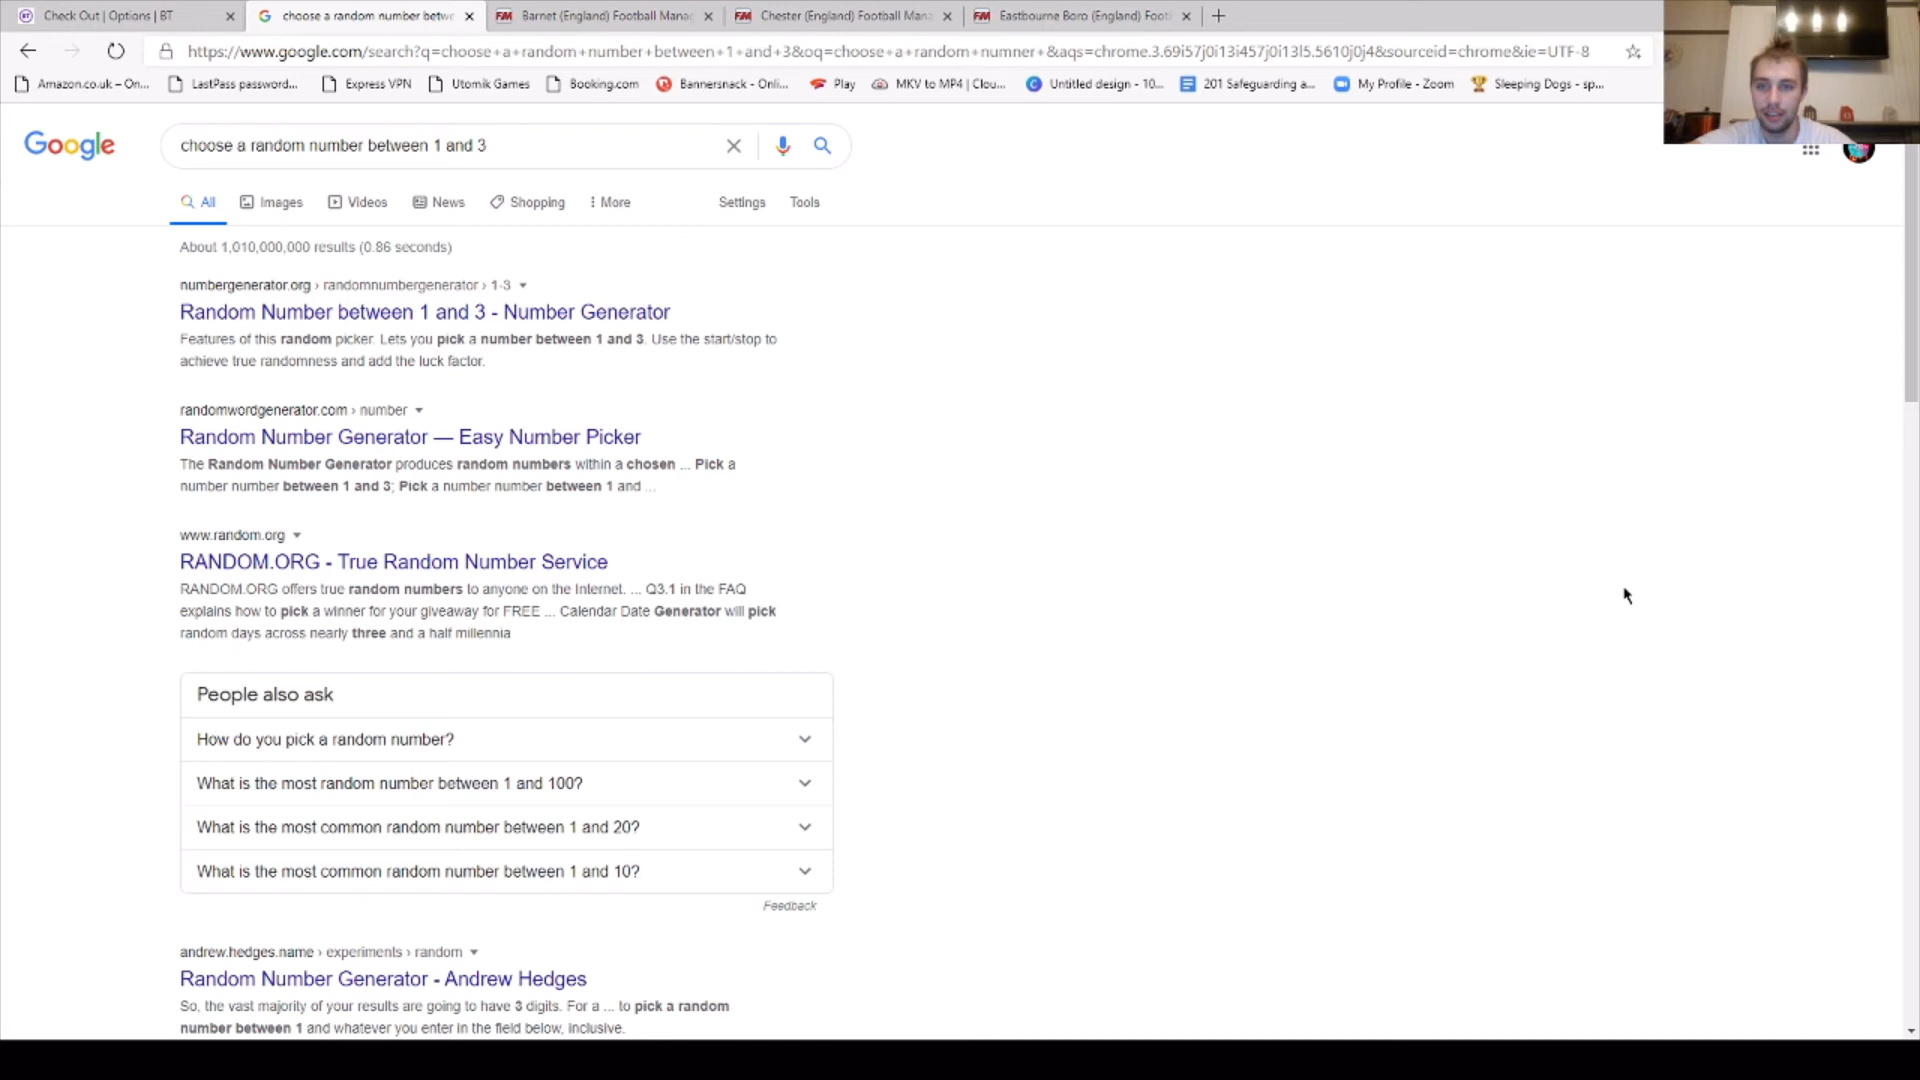 Check Out | Options | BT
choose a random number betwe
Barnet (England) Football Mana
Chester (England) Football Mana
Eastbourne Boro (England) Foot
https://www.google.com/search?q=choose+a+random+number+between+1+and+3&oq=choose+a+random+numner+&aqs=chrome.3.69i57j0i13i457j0i13l5.5610j0j4&sourceid=chrome&ie=UTF-8
Amazon.co.uk – On...
LastPass password...
Express VPN
Utomik Games
Booking.com
Bannersnack - Onli...
Play
MKV to MP4 | Clou...
Untitled design - 10...
201 Safeguarding a...
My Profile - Zoom
Sleeping Dogs - sp...
Google
choose a random number between 1 and 3
All
Images
Videos
News
Shopping
More
Settings
Tools
About 1,010,000,000 results (0.86 seconds)
numbergenerator.org › randomnumbergenerator › 1-3
Random Number between 1 and 3 - Number Generator
Features of this random picker. Lets you pick a number between 1 and 3. Use the start/stop to
achieve true randomness and add the luck factor.
randomwordgenerator.com › number
Random Number Generator — Easy Number Picker
The Random Number Generator produces random numbers within a chosen ... Pick a
number number between 1 and 3; Pick a number number between 1 and ...
www.random.org
RANDOM.ORG - True Random Number Service
RANDOM.ORG offers true random numbers to anyone on the Internet. ... Q3.1 in the FAQ
explains how to pick a winner for your giveaway for FREE ... Calendar Date Generator will pick
random days across nearly three and a half millennia
People also ask
How do you pick a random number?
What is the most random number between 1 and 100?
What is the most common random number between 1 and 20?
What is the most common random number between 1 and 10?
Feedback
andrew.hedges.name › experiments › random
Random Number Generator - Andrew Hedges
So, the vast majority of your results are going to have 3 digits. For a ... to pick a random
number between 1 and whatever you enter in the field below, inclusive.